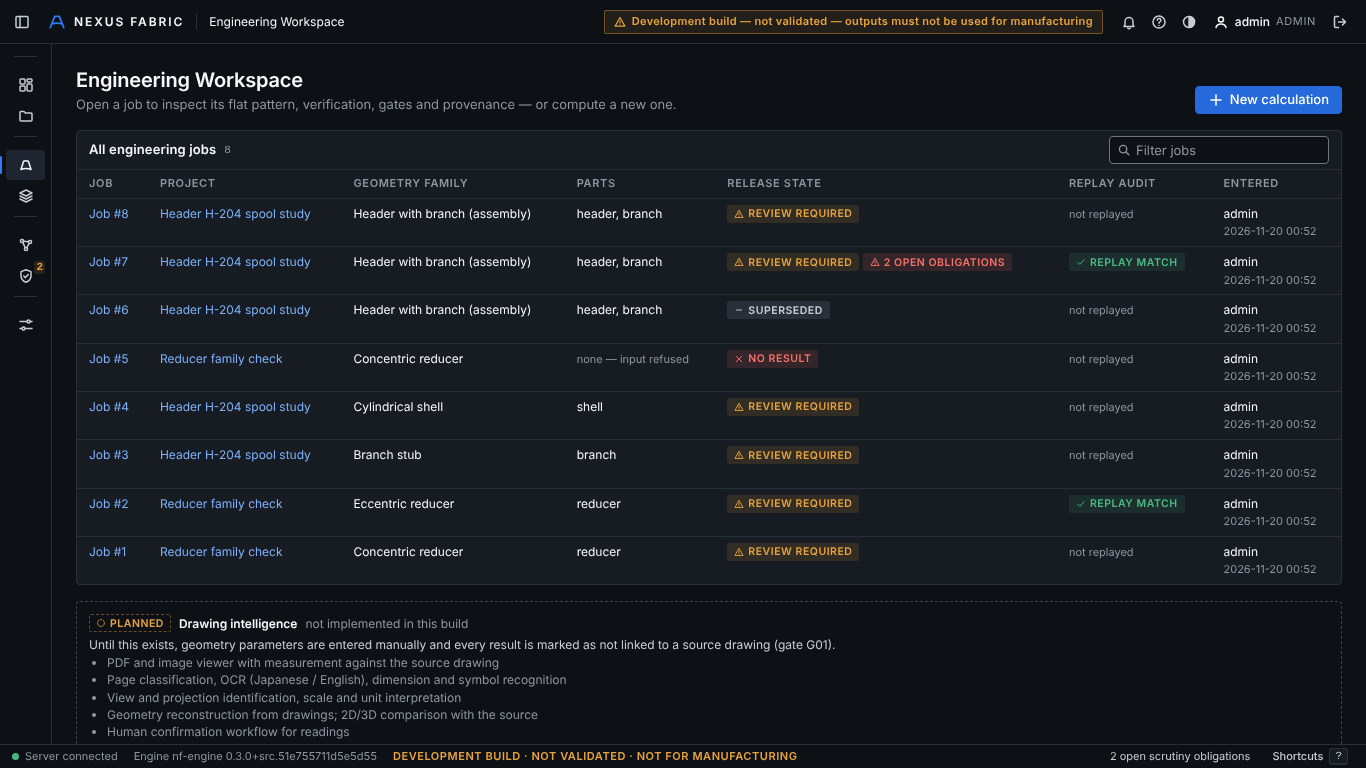 NEXUS FABRIC Engineering Workspace Development build — not validated — outputs must not be used for manufacturing admin ADMIN
Engineering Workspace
Open a job to inspect its flat pattern, verification, gates and provenance — or compute a new one.
New calculation
All engineering jobs 8 Filter jobs
JOB PROJECT GEOMETRY FAMILY PARTS RELEASE STATE REPLAY AUDIT ENTERED
Job #8 Header H-204 spool study Header with branch (assembly) header, branch REVIEW REQUIRED not replayed admin
2026-11-20 00:52
Job #7 Header H-204 spool study Header with branch (assembly) header, branch REVIEW REQUIRED 2 OPEN OBLIGATIONS REPLAY MATCH admin
2026-11-20 00:52
2
Job #6 Header H-204 spool study Header with branch (assembly) header, branch SUPERSEDED not replayed admin
2026-11-20 00:52
Job #5 Reducer family check Concentric reducer none — input refused NO RESULT not replayed admin
2026-11-20 00:52
Job #4 Header H-204 spool study Cylindrical shell shell REVIEW REQUIRED not replayed admin
2026-11-20 00:52
Job #3 Header H-204 spool study Branch stub branch REVIEW REQUIRED not replayed admin
2026-11-20 00:52
Job #2 Reducer family check Eccentric reducer reducer REVIEW REQUIRED REPLAY MATCH admin
2026-11-20 00:52
Job #1 Reducer family check Concentric reducer reducer REVIEW REQUIRED not replayed admin
2026-11-20 00:52
PLANNED Drawing intelligence not implemented in this build
Until this exists, geometry parameters are entered manually and every result is marked as not linked to a source drawing (gate G01).
• PDF and image viewer with measurement against the source drawing
• Page classification, OCR (Japanese / English), dimension and symbol recognition
• View and projection identification, scale and unit interpretation
• Geometry reconstruction from drawings; 2D/3D comparison with the source
• Human confirmation workflow for readings
Server connected Engine nf-engine 0.3.0+src.51e755711d5e5d55 DEVELOPMENT BUILD · NOT VALIDATED · NOT FOR MANUFACTURING 2 open scrutiny obligations Shortcuts ?